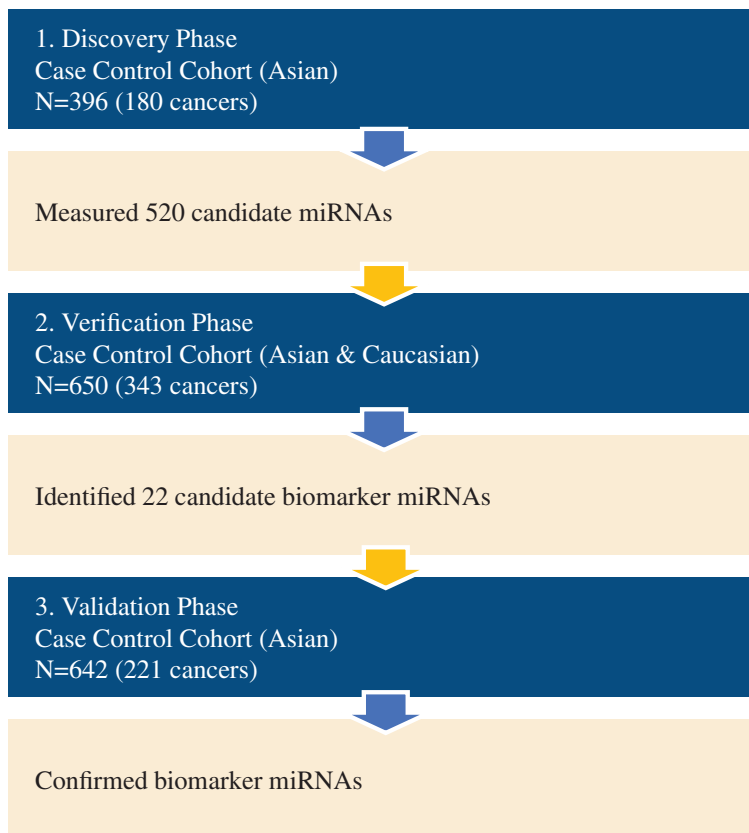 1. Discovery Phase
Case Control Cohort (Asian)
N=396 (180 cancers)
Measured 520 candidate miRNAs
2. Verification Phase
Case Control Cohort (Asian & Caucasian)
N=650 (343 cancers)
Identified 22 candidate biomarker miRNAs
3. Validation Phase
Case Control Cohort (Asian)
N=642 (221 cancers)
Confirmed biomarker miRNAs